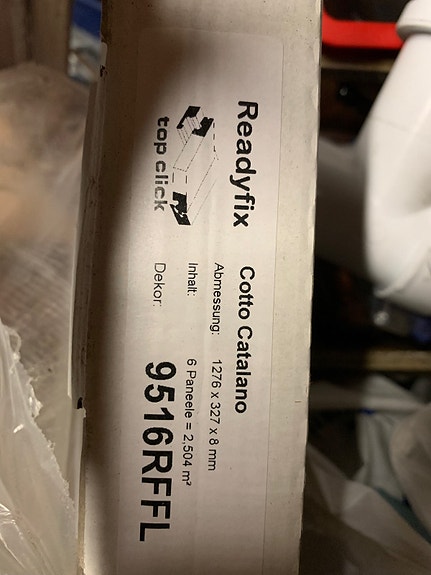 Readyfix Cotto Catalano
Abmessung: 1276 x 327 x 8 mm
top click
Inhalt: 6 Paneele = 2,504 m²
Dekor: 9516RFFL